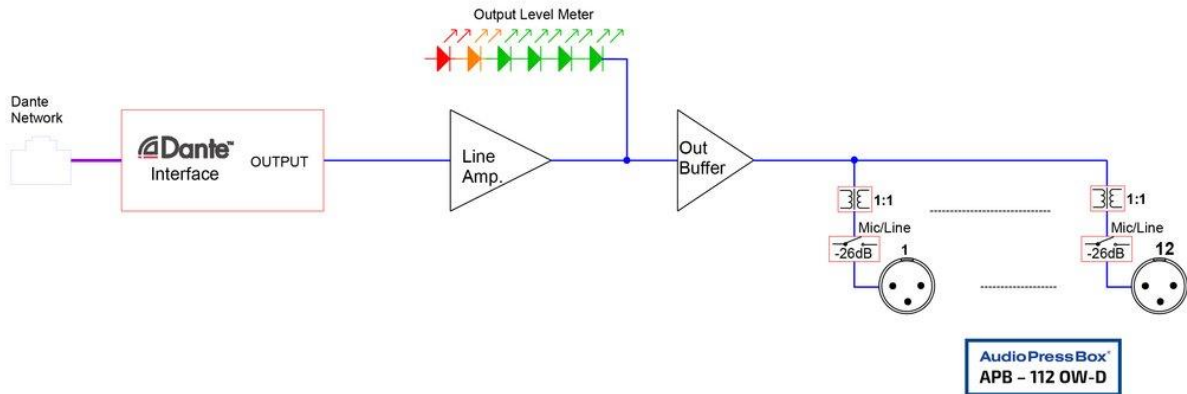 Output Level Meter
Dante
Network
Dante™
Interface
OUTPUT
Line
Amp.
Out
Buffer
1:1
1:1
Mic/Line
-26dB
1
Mic/Line
-26dB
12
AudioPressBox®
APB – 112 OW-D